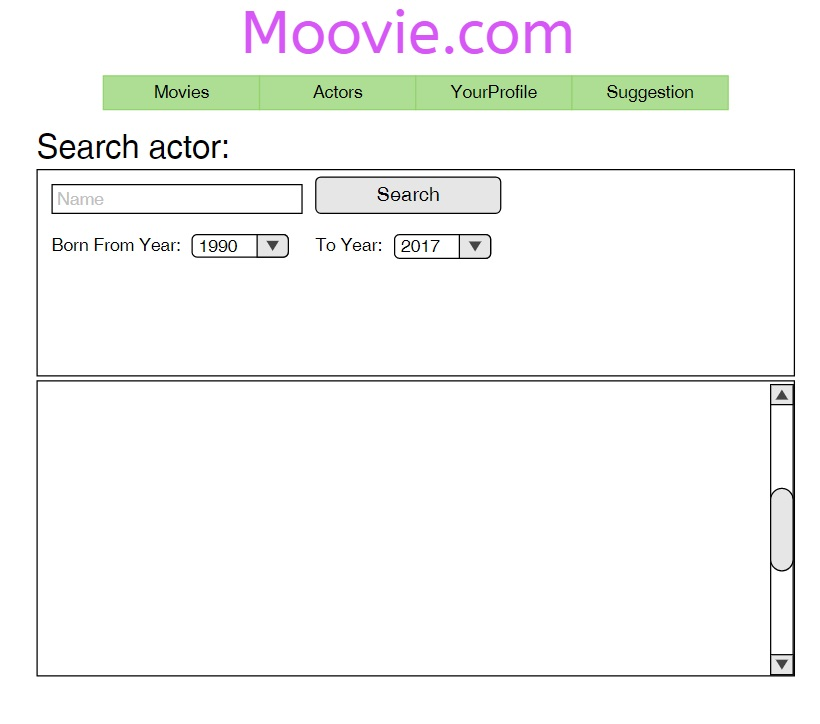 Moovie.com
Movies Actors YourProfile Suggestion
Search actor:
Name Search
Born From Year: 1990 To Year: 2017